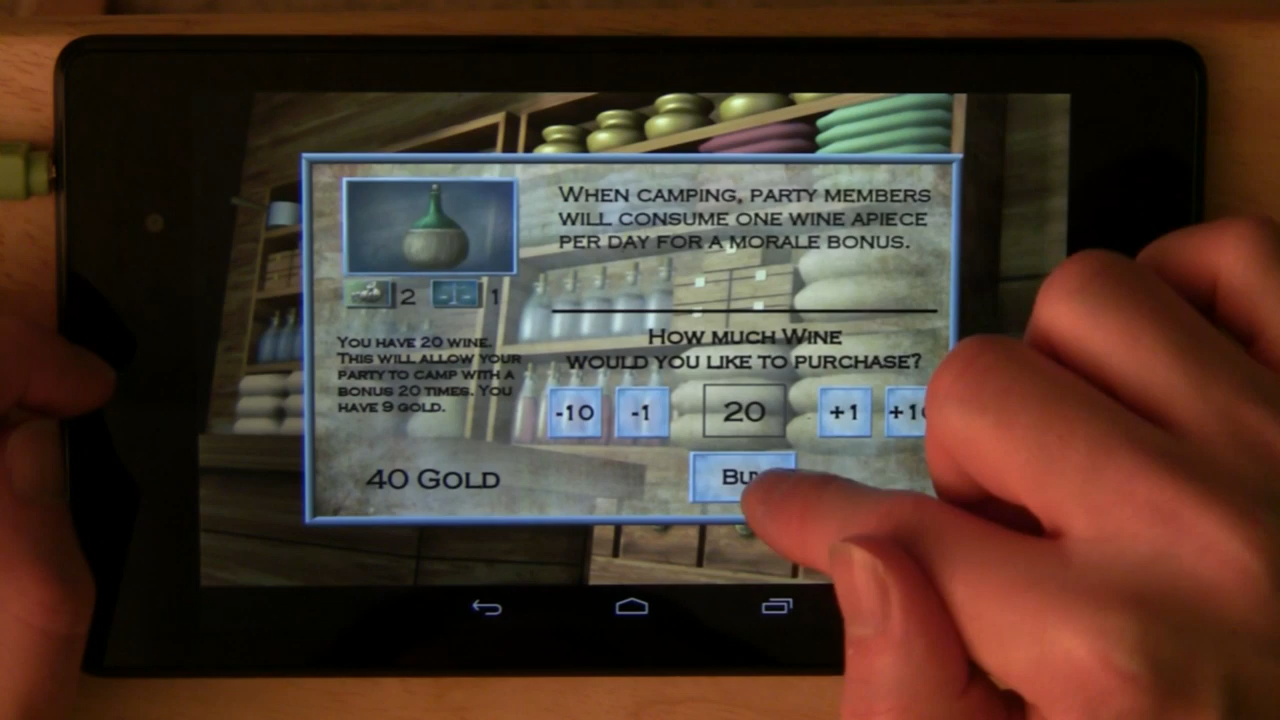 WHEN CAMPING, PARTY MEMBERS
WILL CONSUME ONE WINE APIECE
PER DAY FOR A MORALE BONUS.
2
1
YOU HAVE 20 WINE.
THIS WILL ALLOW YOUR
PARTY TO CAMP WITH A
BONUS 20 TIMES. YOU
HAVE 9 GOLD.
HOW MUCH WINE
WOULD YOU LIKE TO PURCHASE?
-10
-1
20
+1
40 GOLD